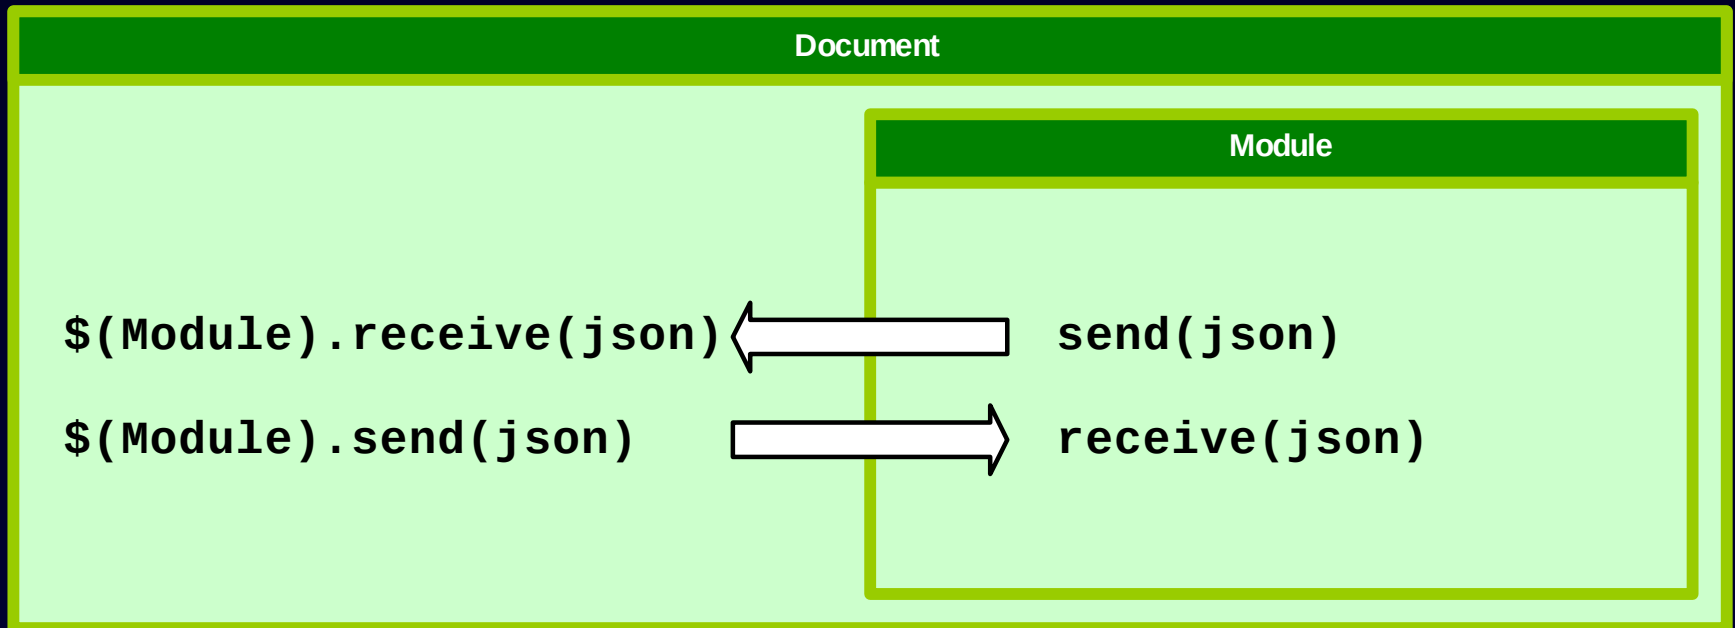 Document
Module
$(Module).receive(json)
send(json)
$(Module).send(json)
receive(json)